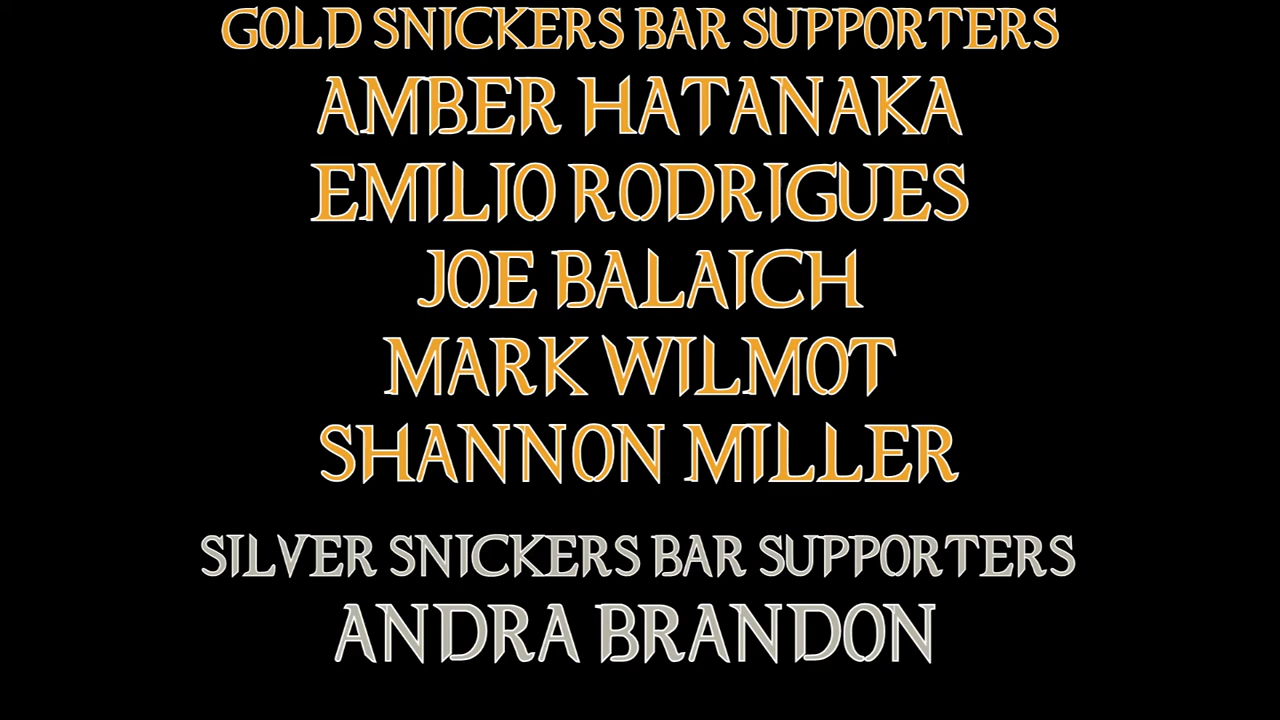 GOLD SNICKERS BAR SUPPORTERS
AMBER HATANAKA
EMILIO RODRIGUES
JOE BALAICH
MARK WILMOT
SHANNON MILLER
SILVER SNICKERS BAR SUPPORTERS
ANDRA BRANDON